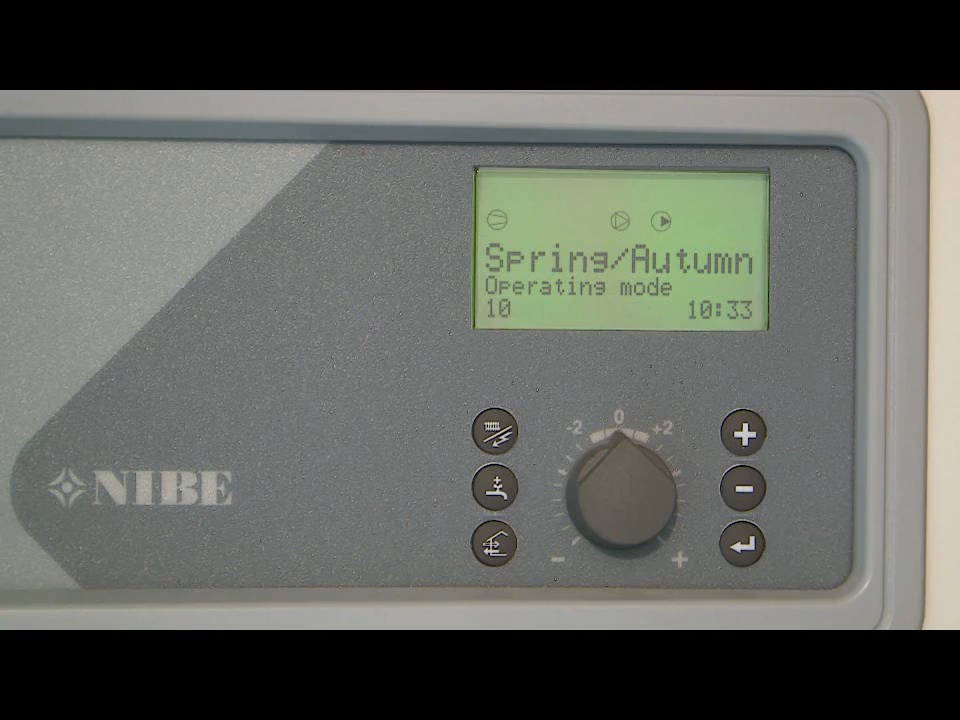 Spring/Autumn
Operating mode
10 10:33
-2 0 +2
NIBE
- +